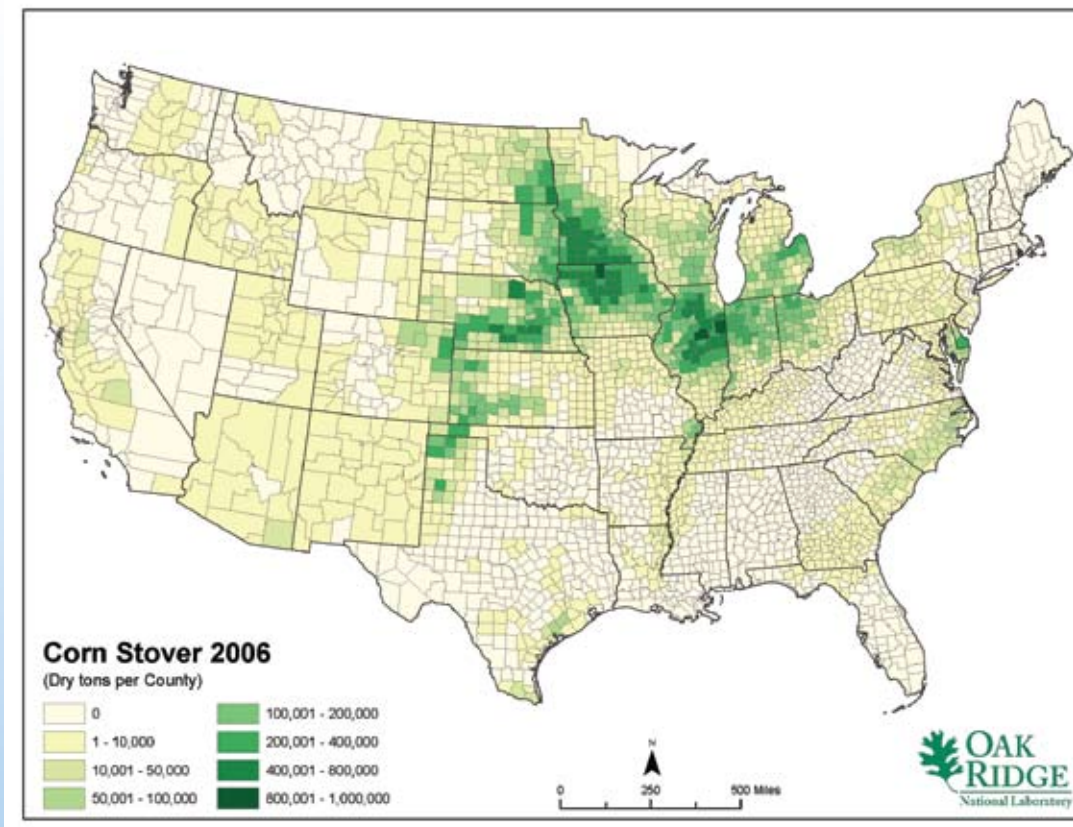 Corn Stover 2006
(Dry tons per County)
0
1 - 10,000
10,001 - 50,000
50,001 - 100,000
100,001 - 200,000
200,001 - 400,000
400,001 - 800,000
800,001 - 1,000,000
N
0 250 500 Miles
OAK
RIDGE
National Laboratory